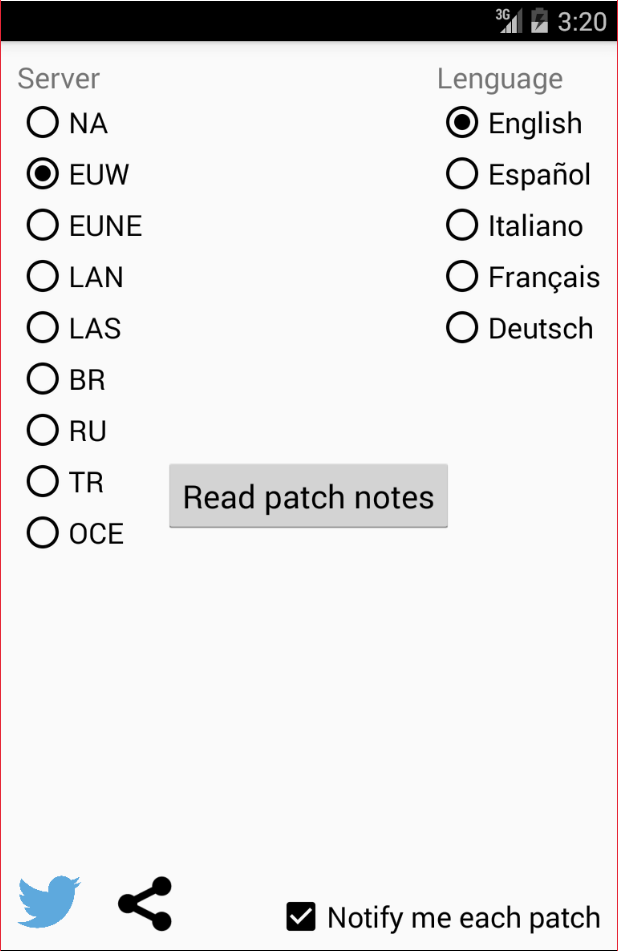 3G 3:20
Server
NA
EUW
EUNE
LAN
LAS
BR
RU
TR
OCE
Lenguage
English
Español
Italiano
Français
Deutsch
Read patch notes
Notify me each patch